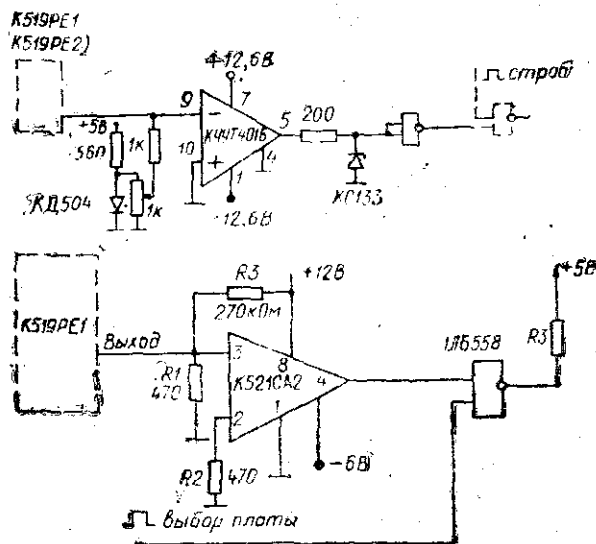 К519РЕ1
К519РЕ2)
+12,6В
7
9
5
200
строб
+5В
560
1к
10
4
1
КД504
1к
-12,6В
КС133
R3
+12В
270кОм
+5В
К519РЕ1
Выход
1ЛБ558
3
8
R1
470
К521СА2
4
R3
2
1
-6В
R2
470
выбор платы